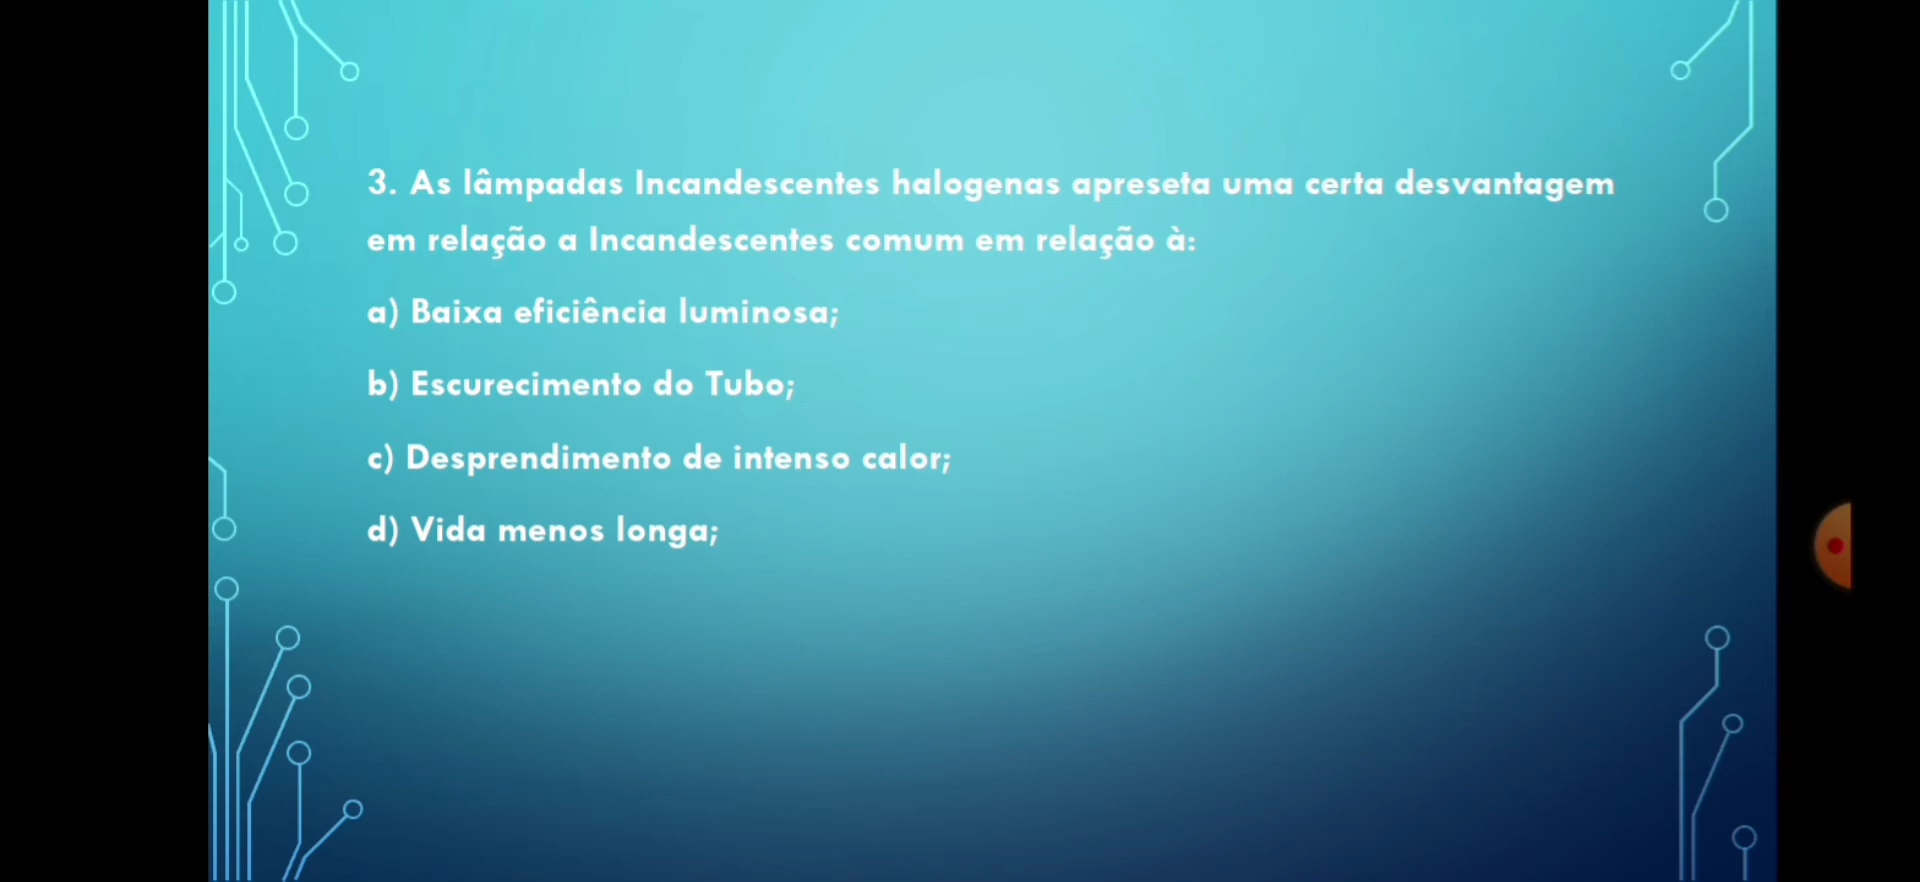 3. As lâmpadas Incandescentes halogenas apreseta uma certa desvantagem
em relação a Incandescentes comum em relação à:
a) Baixa eficiência luminosa;
b) Escurecimento do Tubo;
c) Desprendimento de intenso calor;
d) Vida menos longa;